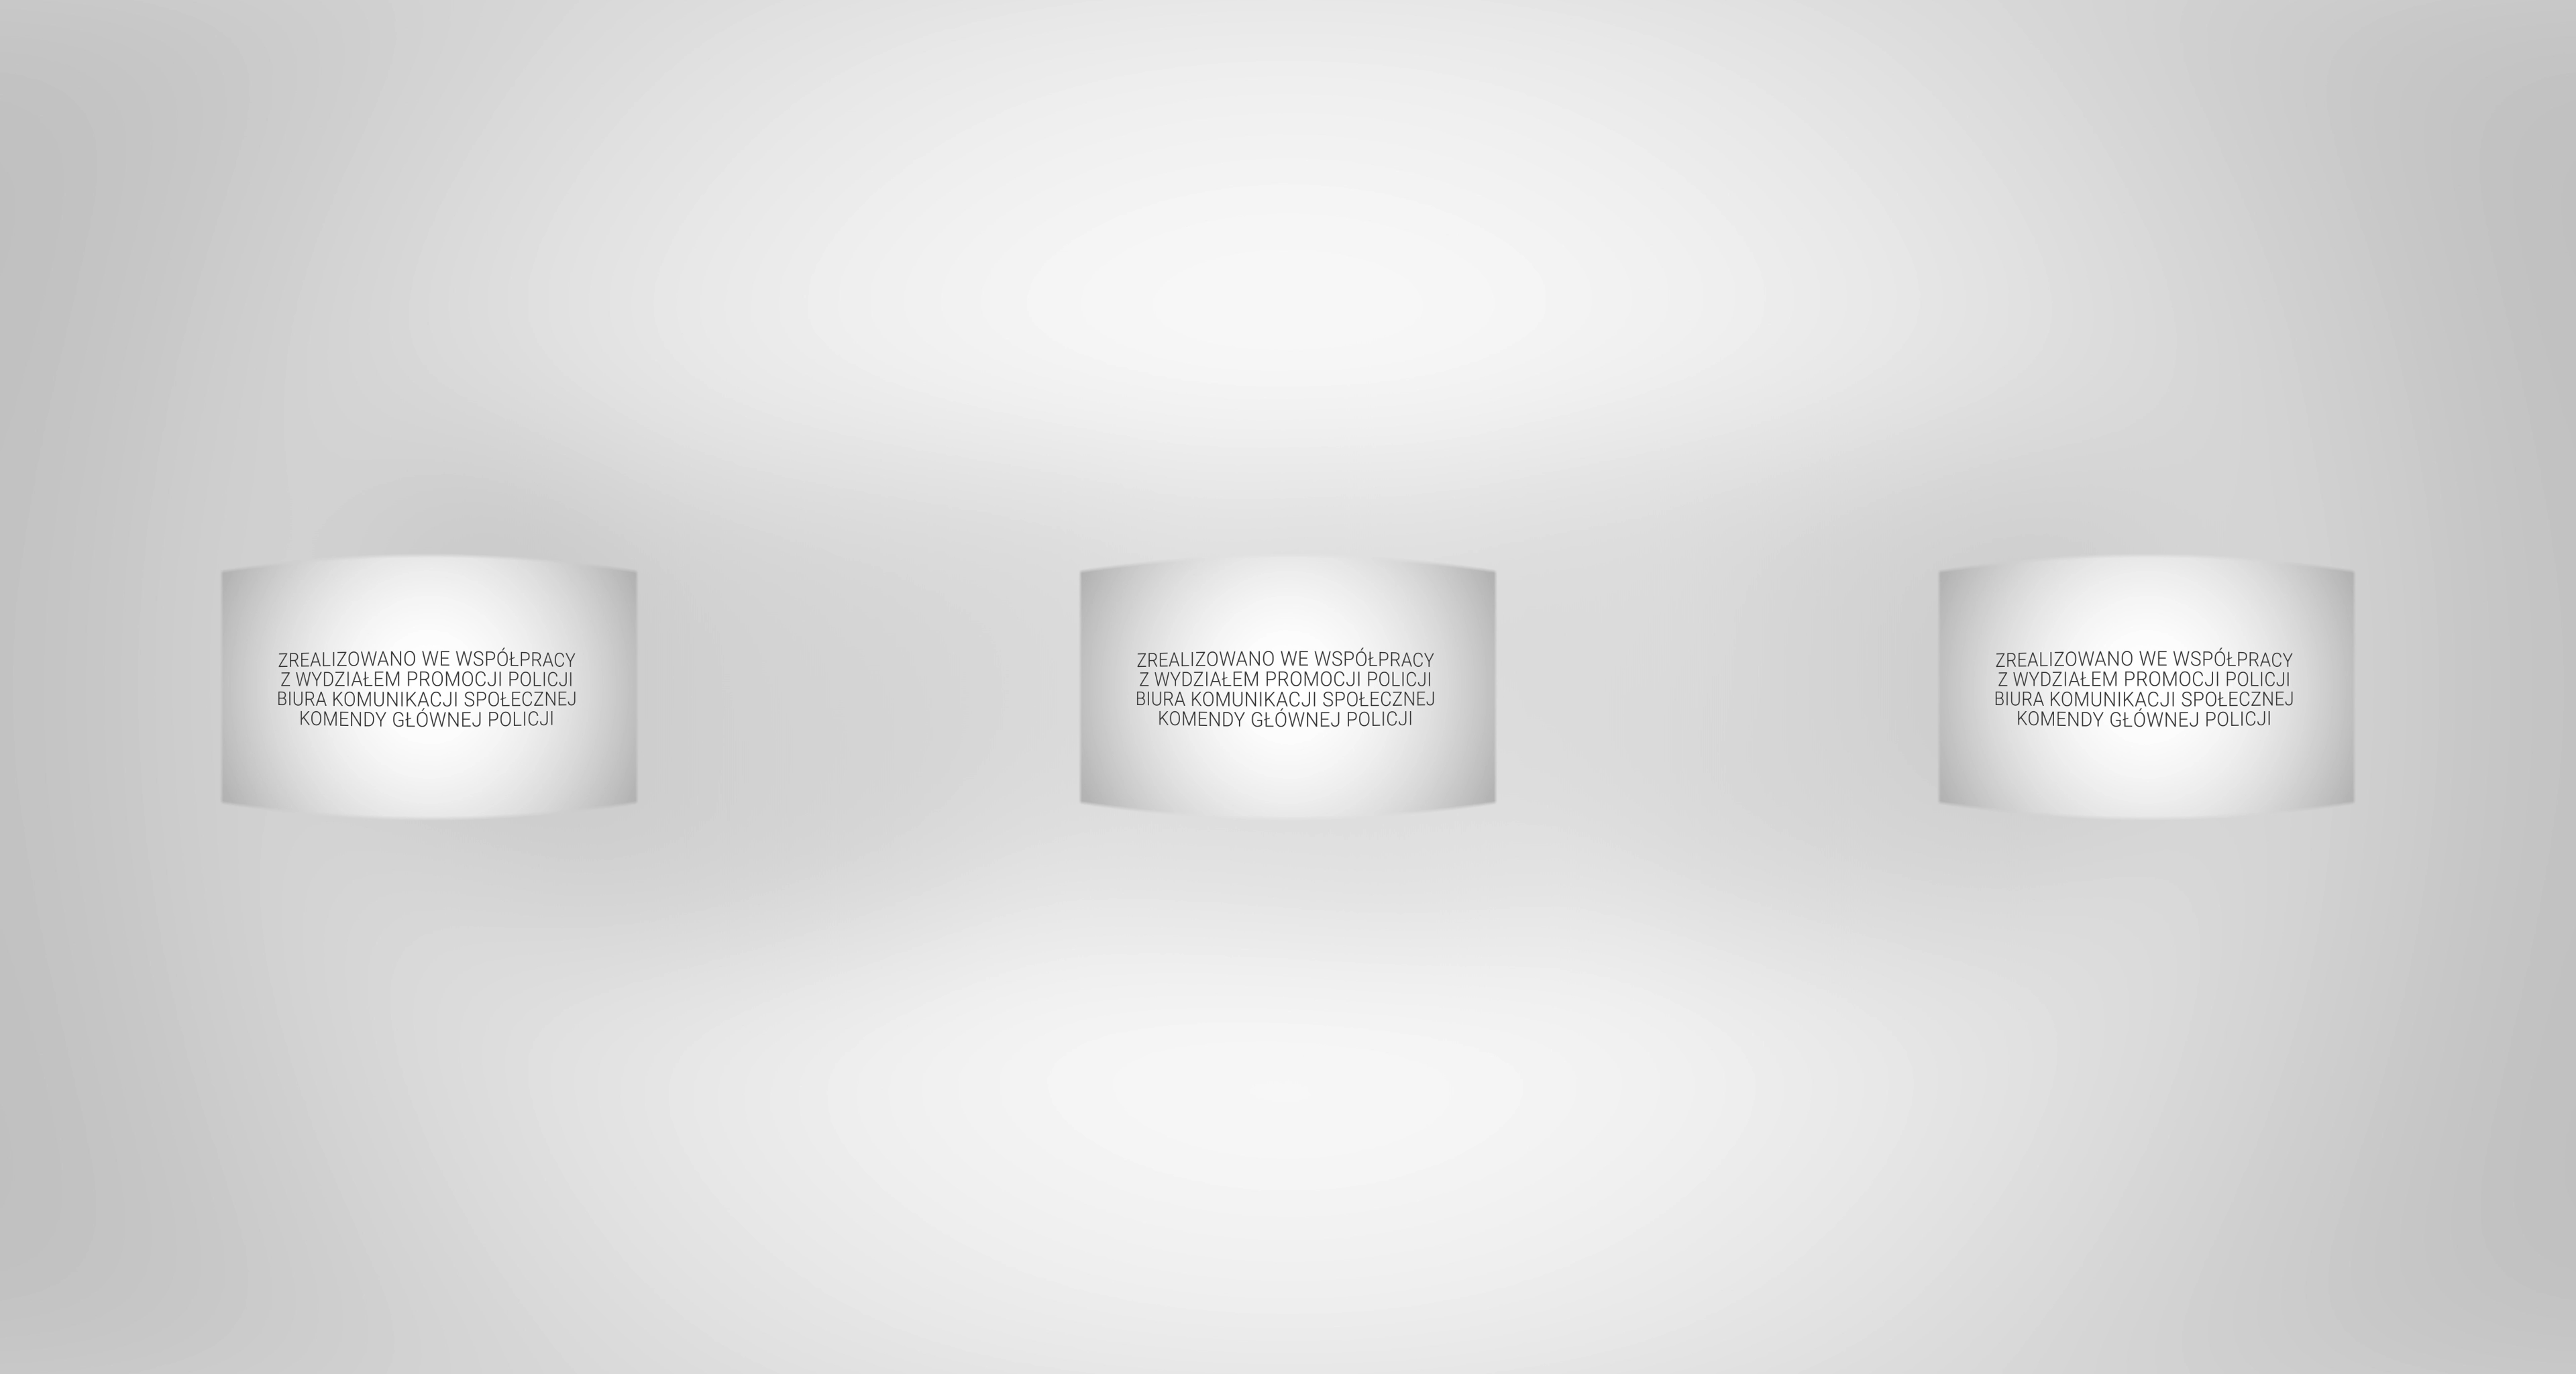 ZREALIZOWANO WE WSPÓŁPRACY
Z WYDZIAŁEM PROMOCJI POLICJI
BIURA KOMUNIKACJI SPOŁECZNEJ
KOMENDY GŁÓWNEJ POLICJI
ZREALIZOWANO WE WSPÓŁPRACY
Z WYDZIAŁEM PROMOCJI POLICJI
BIURA KOMUNIKACJI SPOŁECZNEJ
KOMENDY GŁÓWNEJ POLICJI
ZREALIZOWANO WE WSPÓŁPRACY
Z WYDZIAŁEM PROMOCJI POLICJI
BIURA KOMUNIKACJI SPOŁECZNEJ
KOMENDY GŁÓWNEJ POLICJI